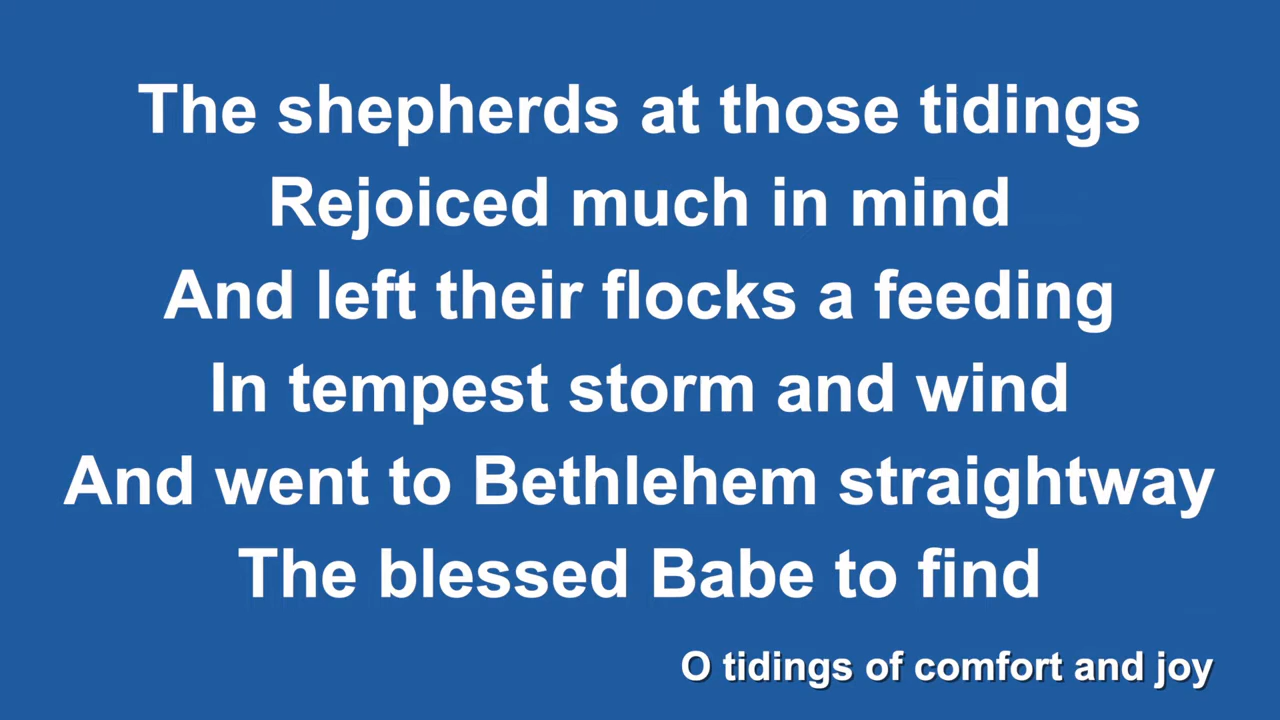 The shepherds at those tidings
Rejoiced much in mind
And left their flocks a feeding
In tempest storm and wind
And went to Bethlehem straightway
The blessed Babe to find
O tidings of comfort and joy